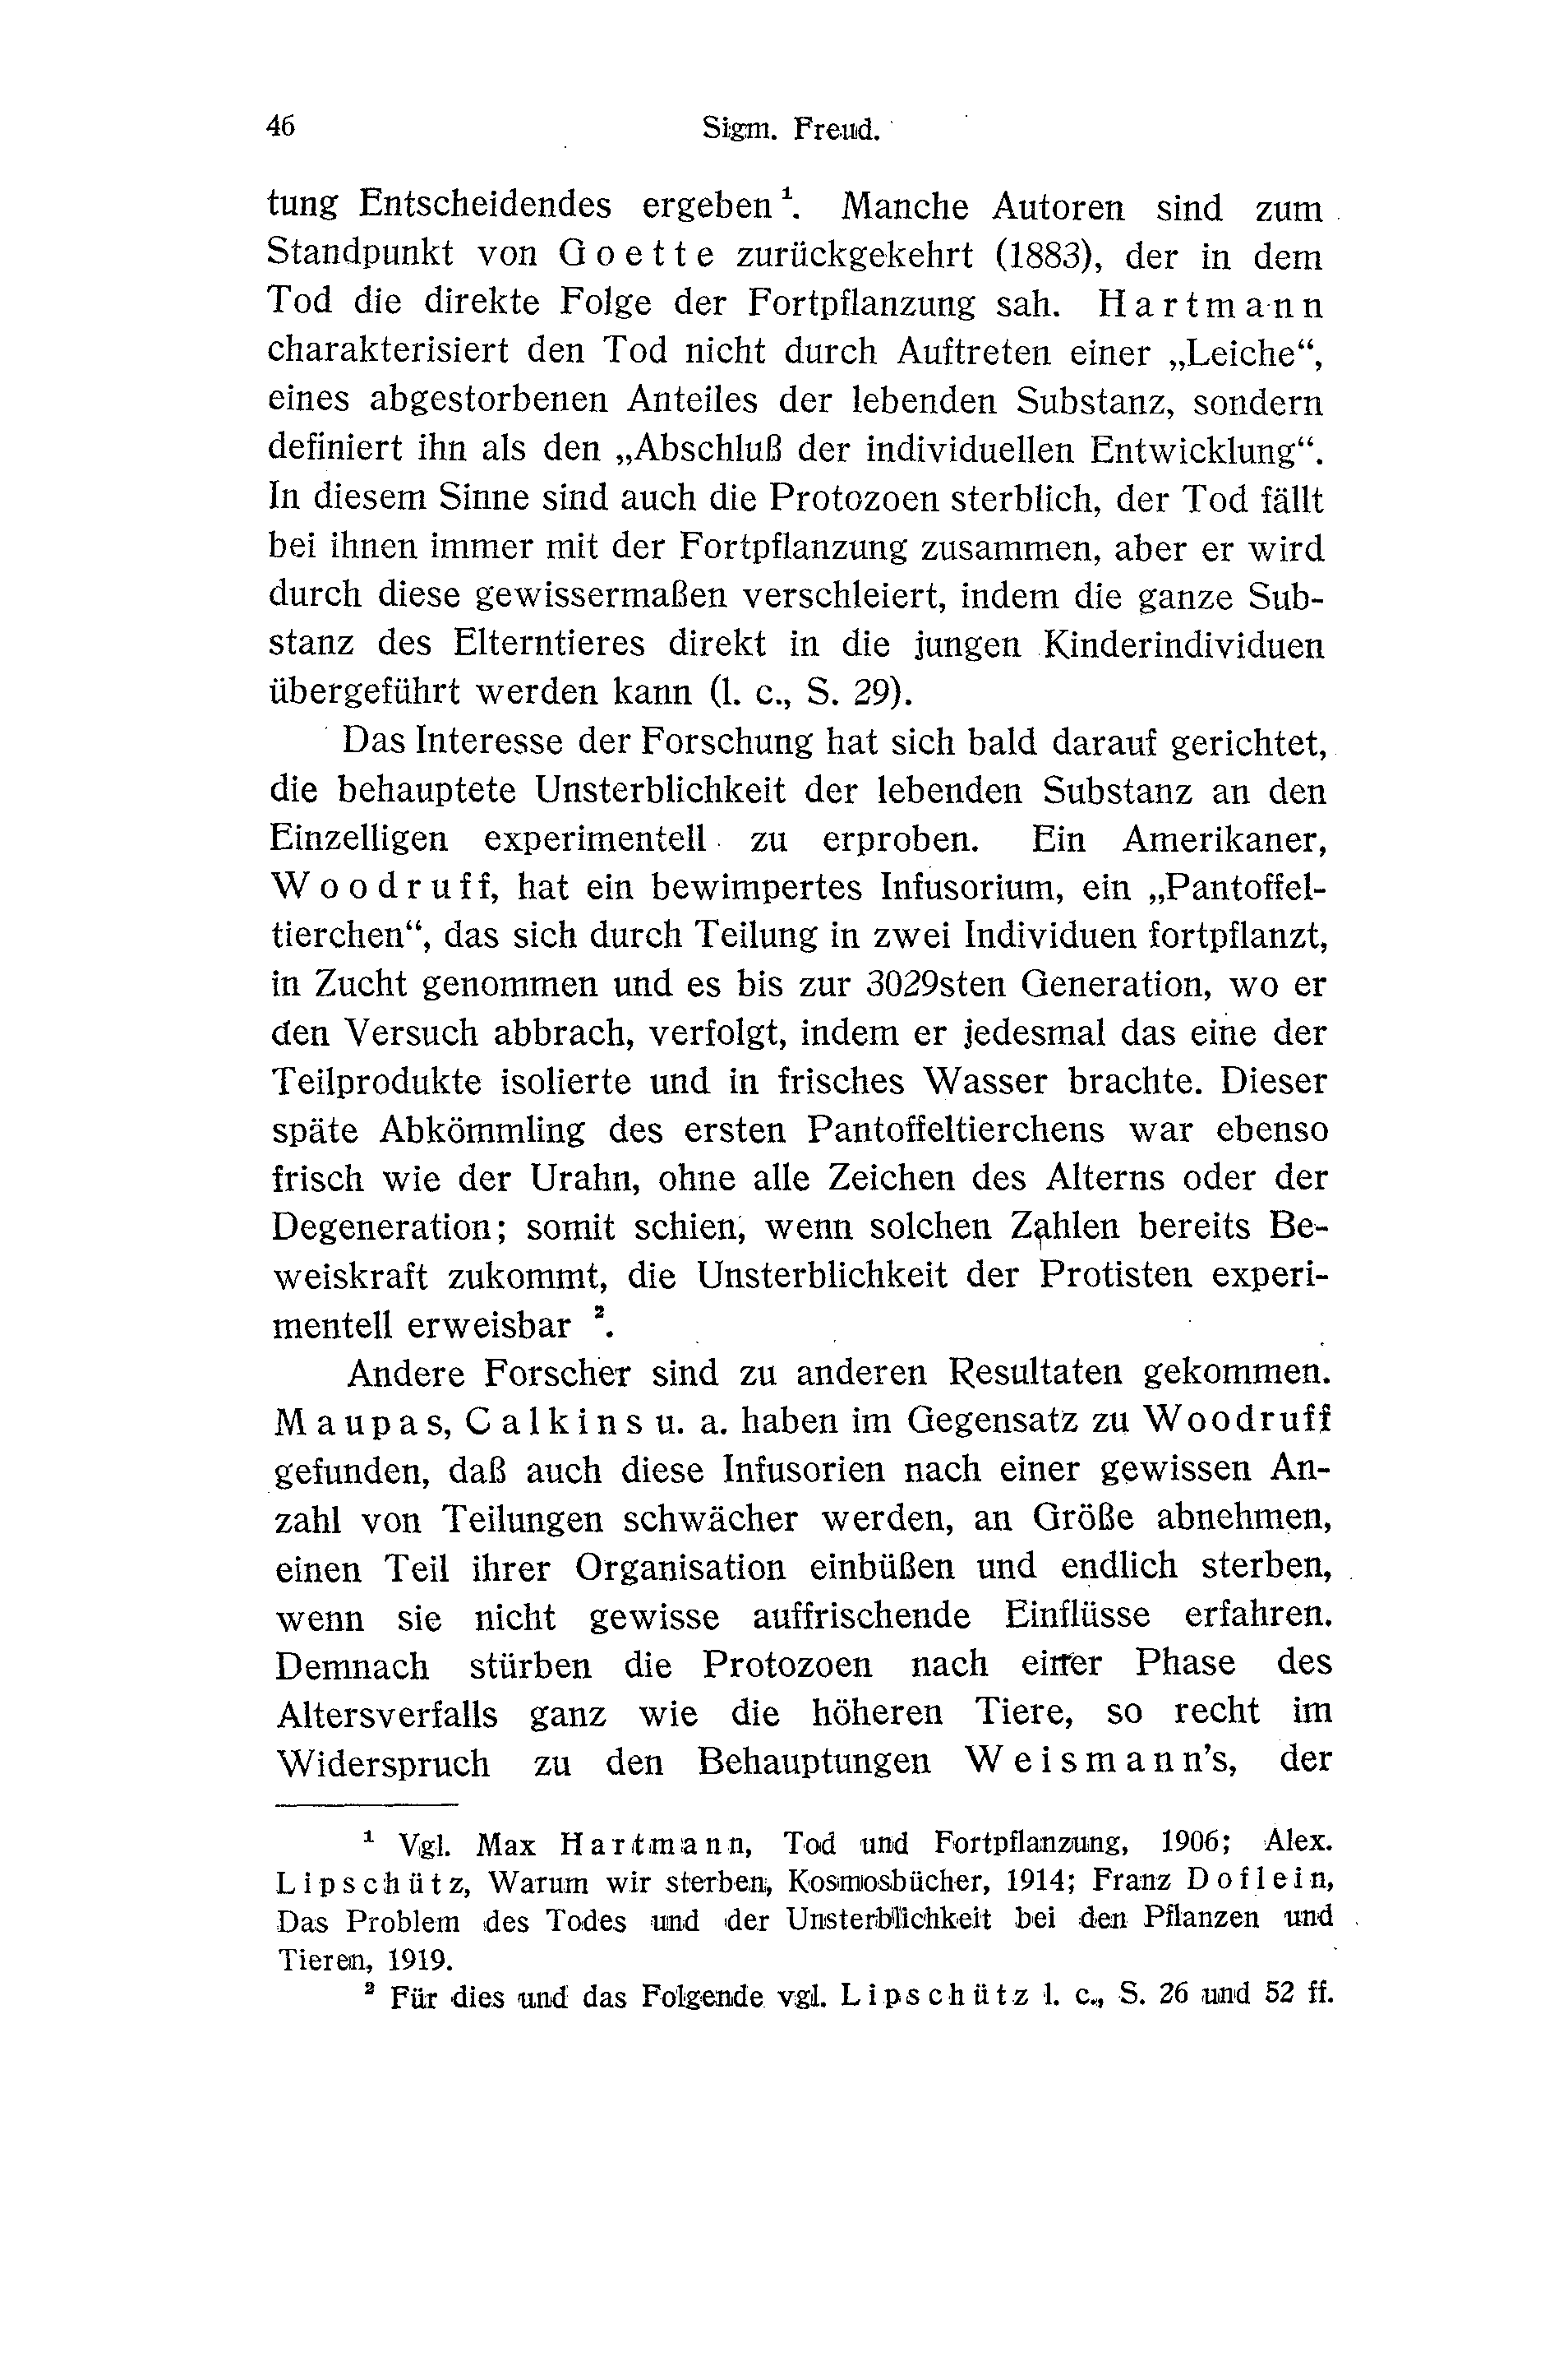 46 Sigm. Freud.
tung Entscheidendes ergeben ¹. Manche Autoren sind zum
Standpunkt von Goette zurückgekehrt (1883), der in dem
Tod die direkte Folge der Fortpflanzung sah. Hartmann
charakterisiert den Tod nicht durch Auftreten einer „Leiche“,
eines abgestorbenen Anteiles der lebenden Substanz, sondern
definiert ihn als den „Abschluß der individuellen Entwicklung“.
In diesem Sinne sind auch die Protozoen sterblich, der Tod fällt
bei ihnen immer mit der Fortpflanzung zusammen, aber er wird
durch diese gewissermaßen verschleiert, indem die ganze Sub-
stanz des Elterntieres direkt in die jungen Kinderindividuen
übergeführt werden kann (l. c., S. 29).
Das Interesse der Forschung hat sich bald darauf gerichtet,
die behauptete Unsterblichkeit der lebenden Substanz an den
Einzelligen experimentell zu erproben. Ein Amerikaner,
Woodruff, hat ein bewimpertes Infusorium, ein „Pantoffel-
tierchen“, das sich durch Teilung in zwei Individuen fortpflanzt,
in Zucht genommen und es bis zur 3029sten Generation, wo er
den Versuch abbrach, verfolgt, indem er jedesmal das eine der
Teilprodukte isolierte und in frisches Wasser brachte. Dieser
späte Abkömmling des ersten Pantoffeltierchens war ebenso
frisch wie der Urahn, ohne alle Zeichen des Alterns oder der
Degeneration; somit schien, wenn solchen Zahlen bereits Be-
weiskraft zukommt, die Unsterblichkeit der Protisten experi-
mentell erweisbar ².
Andere Forscher sind zu anderen Resultaten gekommen.
Maupas, Calkins u. a. haben im Gegensatz zu Woodruff
gefunden, daß auch diese Infusorien nach einer gewissen An-
zahl von Teilungen schwächer werden, an Größe abnehmen,
einen Teil ihrer Organisation einbüßen und endlich sterben,
wenn sie nicht gewisse auffrischende Einflüsse erfahren.
Demnach stürben die Protozoen nach einer Phase des
Altersverfalls ganz wie die höheren Tiere, so recht im
Widerspruch zu den Behauptungen Weismann's, der
¹ Vgl. Max Hartmann, Tod und Fortpflanzung, 1906; Alex.
Lipschütz, Warum wir sterben, Kosmosbücher, 1914; Franz Doflein,
Das Problem des Todes und der Unsterblichkeit bei den Pflanzen und
Tieren, 1919.
² Für dies und das Folgende vgl. Lipschütz l. c., S. 26 und 52 ff.